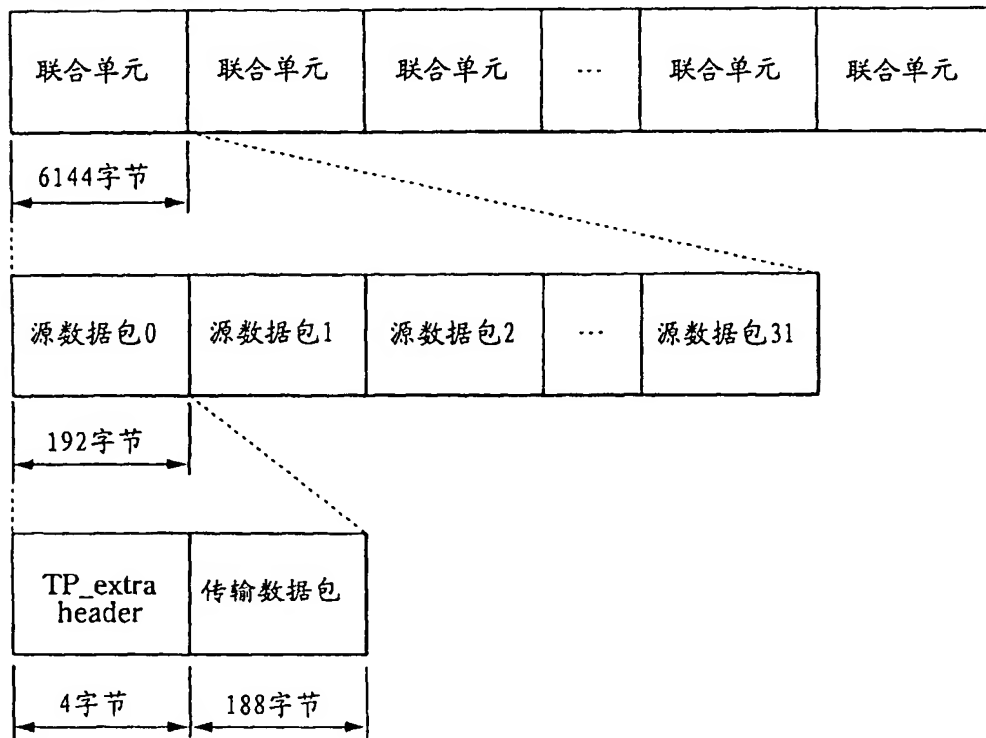 联合单元 联合单元 联合单元 ··· 联合单元 联合单元
6144字节
源数据包0 源数据包1 源数据包2 ··· 源数据包31
192字节
TP_extra
header
传输数据包
4字节 188字节